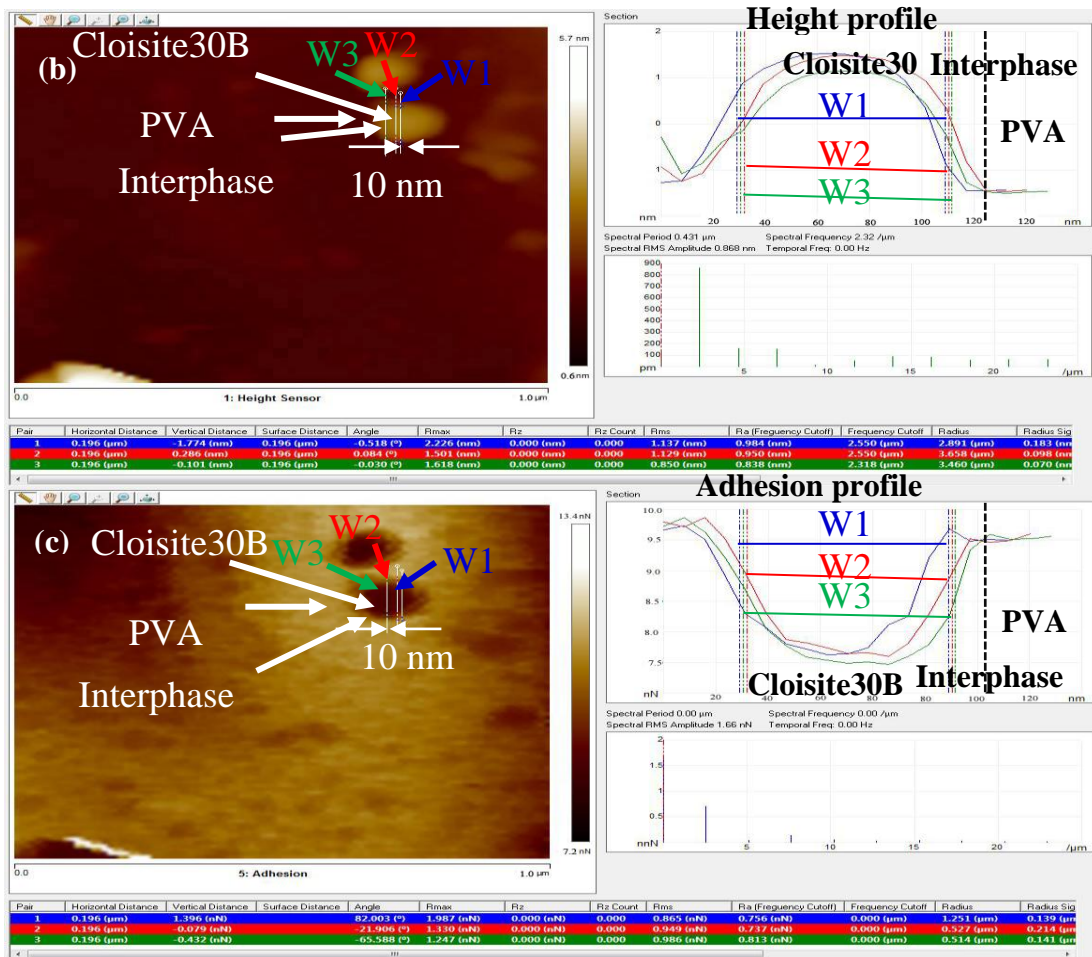 Section
Height profile
5.7 nm
Cloisite30B
W2
W3
W1
(b)
PVA
Interphase
10 nm
0.6 nm
0.0
1: Height Sensor
1.0 µm
2
1
0
1
nm
Cloisite30
Interphase
W1
W2
W3
PVA
20
40
60
80
100
120
120
nm
Spectral Period 0.431 µm
Spectral Frequency 2.32 /µm
Spectral RMS Amplitude 0.868 nm
Temporal Freq: 0.00 Hz
900
800
700
600
500
400
300
200
100
pm
5
10
20
/µm
Pair Horizontal Distance Vertical Distance Surface Distance Angle Rmax Rz Rz Count Rms Ra (Freguency Cutoff) Frequency Cutoff Radius Radius Sig
1 0.196 (µm) -1.774 (nm) 0.196 (µm) -0.518 (º) 2.226 (nm) 0.000 (nm) 0.000 1.137 (nm) 0.984 (nm) 2.550 (µm) 2.891 (µm) 0.183 (nm
2 0.196 (µm) 0.286 (nm) 0.196 (µm) 0.084 (º) 1.501 (nm) 0.000 (nm) 0.000 1.129 (nm) 0.950 (nm) 2.550 (µm) 3.658 (µm) 0.098 (nm
3 0.196 (µm) -0.101 (nm) 0.196 (µm) -0.030 (º) 1.618 (nm) 0.000 (nm) 0.000 0.850 (nm) 0.838 (nm) 2.318 (µm) 3.460 (µm) 0.070 (nm
Section
Adhesion profile
13.4 nN
(c)
Cloisite30B
W2
W3
W1
PVA
10 nm
Interphase
7.2 nN
0.0
5: Adhesion
1.0 µm
10.0
9.5
9.0
8.5
8.0
7.5
nN
W1
W2
W3
PVA
Cloisite30B
Interphase
20
40
60
80
100
120
nm
Spectral Period 0.00 µm
Spectral Frequency 0.00 /µm
Spectral RMS Amplitude 1.66 nN
Temporal Freq: 0.00 Hz
2
1.5
1
0.5
nnN
5
10
15
20
/µm
Pair Horizontal Distance Vertical Distance Surface Distance Angle Rmax Rz Rz Count Rms Ra (Freguency Cutoff) Frequency Cutoff Radius Radius Sig
1 0.196 (µm) 1.396 (nN) 82.003 (º) 1.987 (nN) 0.000 (nN) 0.000 0.865 (nN) 0.756 (nN) 0.000 (µm) 1.251 (µm) 0.139 (µm
2 0.196 (µm) -0.079 (nN) -21.906 (º) 1.330 (nN) 0.000 (nN) 0.000 0.949 (nN) 0.737 (nN) 0.000 (µm) 0.527 (µm) 0.214 (µm
3 0.196 (µm) -0.432 (nN) -65.588 (º) 1.247 (nN) 0.000 (nN) 0.000 0.986 (nN) 0.813 (nN) 0.000 (µm) 0.514 (µm) 0.141 (µm